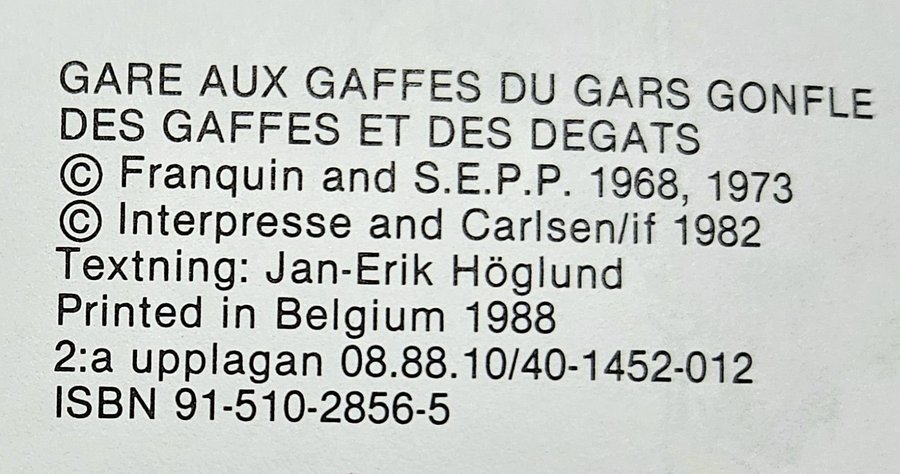 GARE AUX GAFFES DU GARS GONFLE
DES GAFFES ET DES DEGATS
© Franquin and S.E.P.P. 1968, 1973
© Interpresse and Carlsen/if 1982
Textning: Jan-Erik Höglund
Printed in Belgium 1988
2:a upplagan 08.88.10/40-1452-012
ISBN 91-510-2856-5